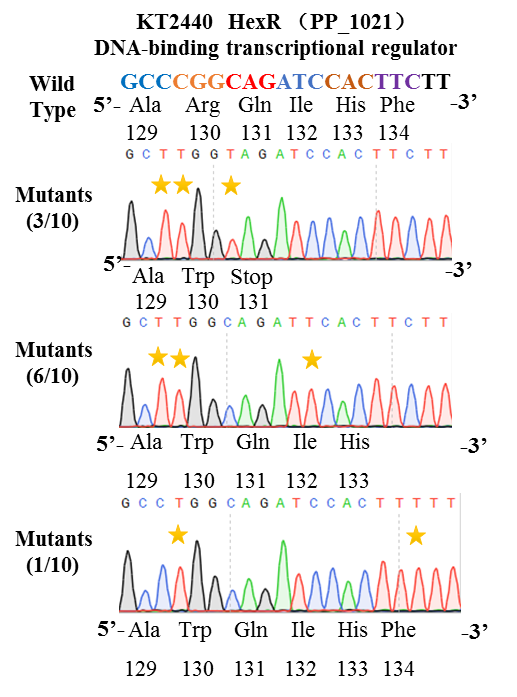 KT2440 HexR （PP_1021）
DNA-binding transcriptional regulator
Wild Type
GCCCGGCAGATCCACTTCTT
5’- Ala Arg Gln Ile His Phe -3’
129 130 131 132 133 134
G C T T G G T A G A T C C A C T T C T T
Mutants
(3/10)
5’- -3’
Ala Trp Stop
129 130 131
G C T T G G C A G A T T C A C T T C T T
Mutants
(6/10)
5’- Ala Trp Gln Ile His -3’
129 130 131 132 133
G C C T G G C A G A T C C A C T T T T T
Mutants
(1/10)
5’- Ala Trp Gln Ile His Phe -3’
129 130 131 132 133 134